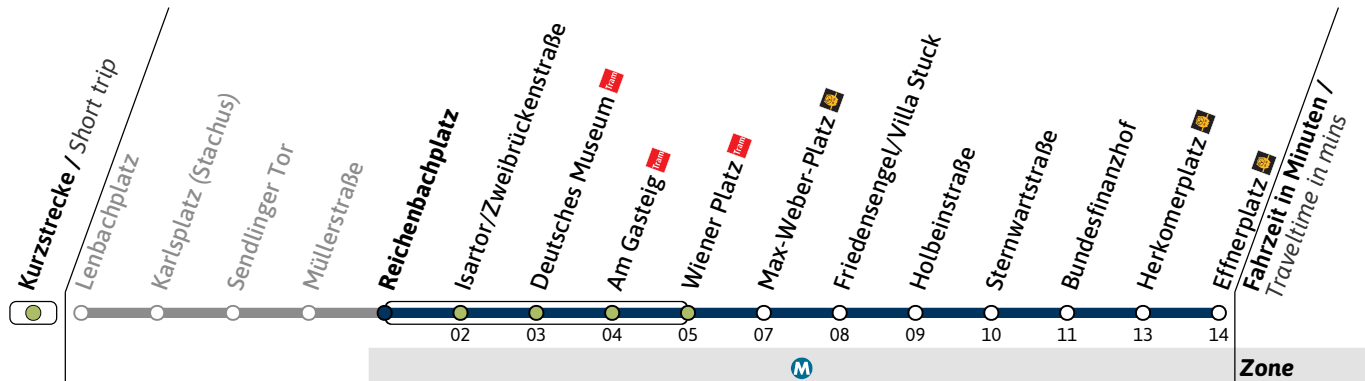 Kurzstrecke / Short trip
Lenbachplatz
Karlsplatz (Stachus)
Sendlinger Tor
Müllerstraße
Reichenbachplatz
Isartor/Zweibrückenstraße
Deutsches Museum Tram
Am Gasteig Tram
Wiener Platz Tram
Max-Weber-Platz
Friedensengel/Villa Stuck
Holbeinstraße
Sternwartstraße
Bundesfinanzhof
Herkomerplatz
Effnerplatz
Fahrzeit in Minuten /
Traveltime in mins
02 03 04 05 07 08 09 10 11 13 14
M Zone